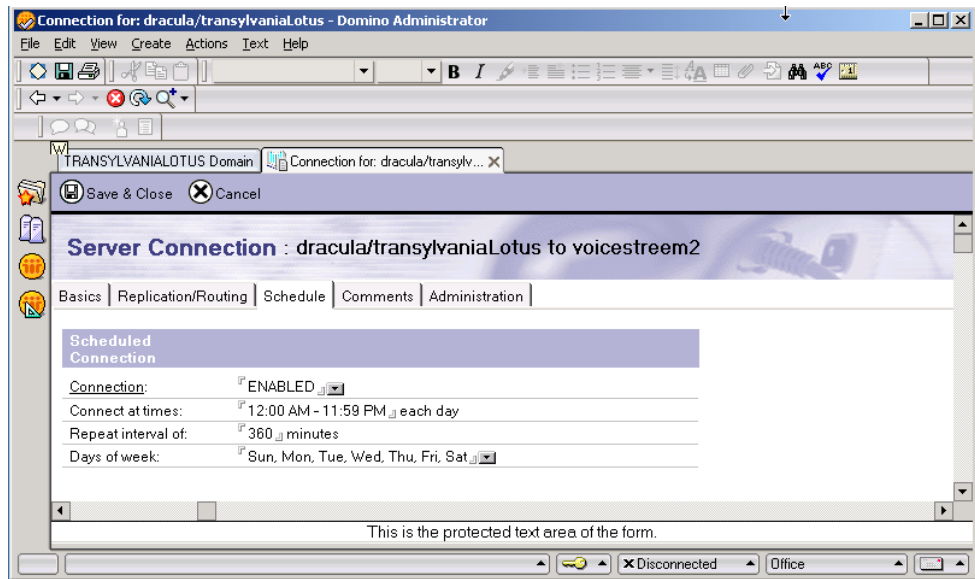 Connection for: dracula/transylvaniaLotus - Domino Administrator
File Edit View Create Actions Text Help
B I
ABC
1
W
TRANSYLVANIALOTUS Domain Connection for: dracula/transylv...
Save & Close Cancel
Server Connection : dracula/transylvaniaLotus to voicestreem2
Basics Replication/Routing Schedule Comments Administration
Scheduled
Connection
Connection: ENABLED
Connect at times: 12:00 AM - 11:59 PM each day
Repeat interval of: 360 minutes
Days of week: Sun, Mon, Tue, Wed, Thu, Fri, Sat
This is the protected text area of the form.
Disconnected Office